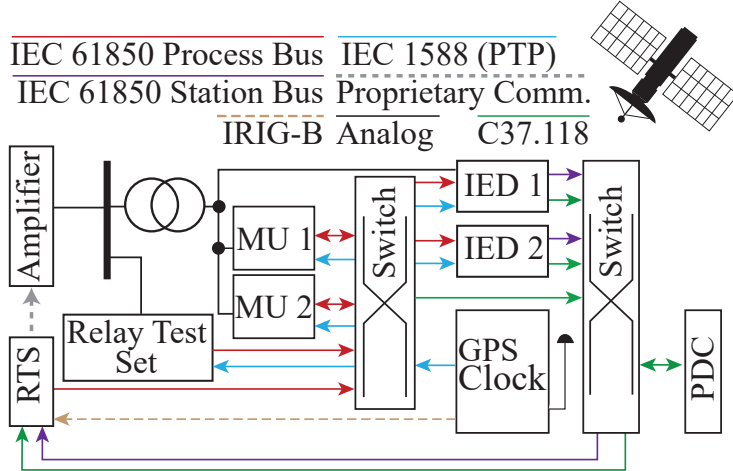 IEC 61850 Process Bus IEC 1588 (PTP)
IEC 61850 Station Bus Proprietary Comm.
IRIG-B Analog C37.118
Amplifier
MU 1
MU 2
Switch
IED 1
IED 2
Switch
Relay Test
Set
RTS
GPS
Clock
PDC